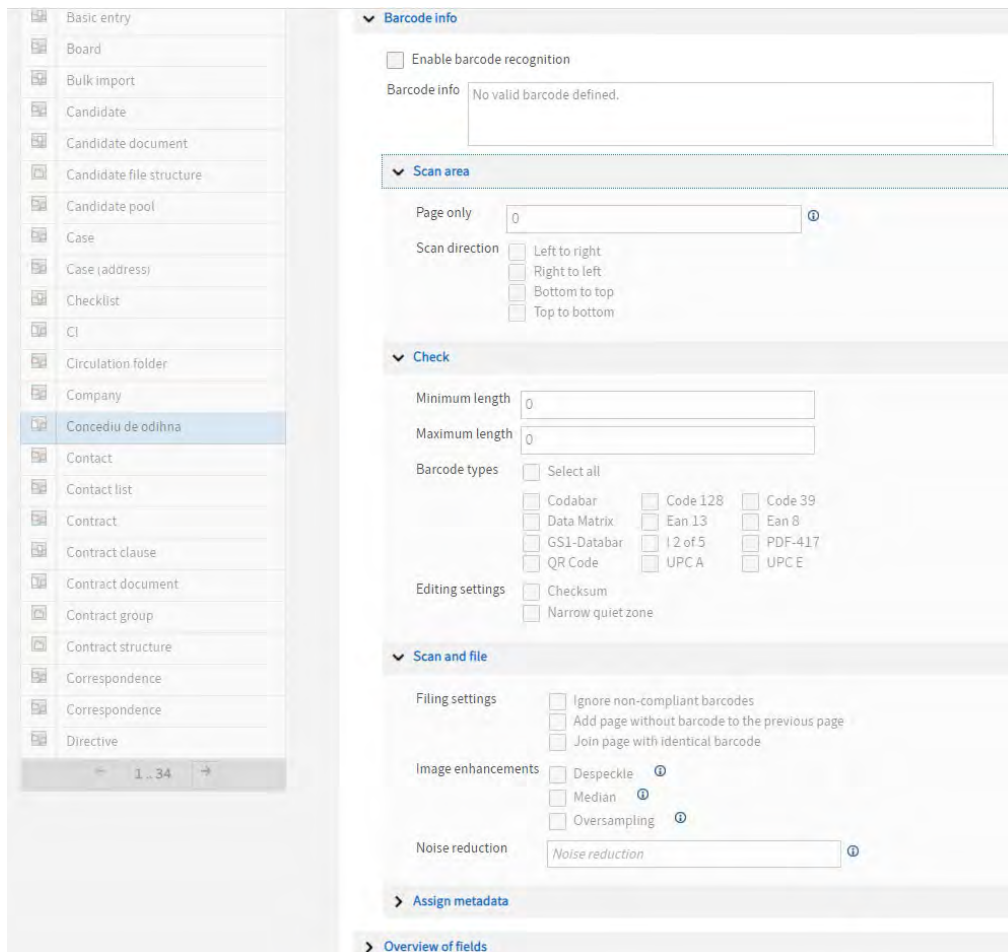 Basic entry
Board
Bulk import
Candidate
Candidate document
Candidate file structure
Candidate pool
Case
Case (address)
Checklist
CI
Circulation folder
Company
Concediu de odihna
Contact
Contact list
Contract
Contract clause
Contract document
Contract group
Contract structure
Correspondence
Correspondence
Directive
1 .. 34
Barcode info
Enable barcode recognition
Barcode info No valid barcode defined.
Scan area
Page only 0
Scan direction Left to right
Right to left
Bottom to top
Top to bottom
Check
Minimum length 0
Maximum length 0
Barcode types Select all
Codabar Code 128 Code 39
Data Matrix Ean 13 Ean 8
GS1-Databar I 2 of 5 PDF-417
QR Code UPC A UPC E
Editing settings Checksum
Narrow quiet zone
Scan and file
Filing settings Ignore non-compliant barcodes
Add page without barcode to the previous page
Join page with identical barcode
Image enhancements Despeckle
Median
Oversampling
Noise reduction Noise reduction
Assign metadata
Overview of fields